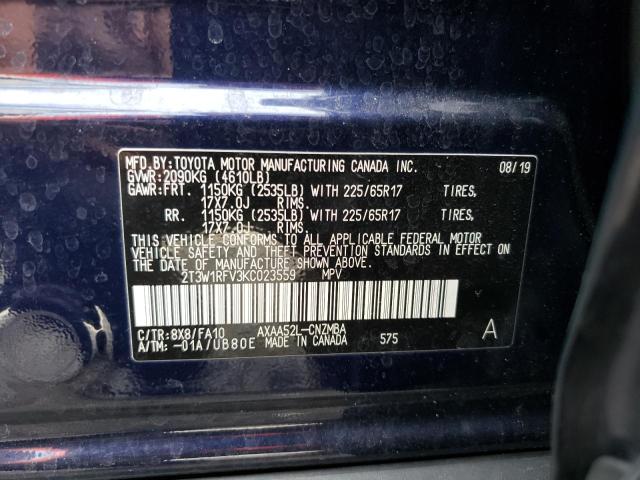 MFD.BY:TOYOTA MOTOR MANUFACTURING CANADA INC. 08/19
GVWR:2090KG (4610LB)
GAWR:FRT. 1150KG (2535LB) WITH 225/65R17 TIRES,
17X7.0J RIMS.
RR. 1150KG (2535LB) WITH 225/65R17 TIRES,
17X7.0J RIMS.
THIS VEHICLE CONFORMS TO ALL APPLICABLE FEDERAL MOTOR
VEHICLE SAFETY AND THEFT PREVENTION STANDARDS IN EFFECT ON
THE DATE OF MANUFACTURE SHOWN ABOVE.
2T3W1RFV3KC023559 MPV
C/TR:8X8/FA10 AXAA52L-CNZMBA A
A/TM:-01A/UB80E MADE IN CANADA 575